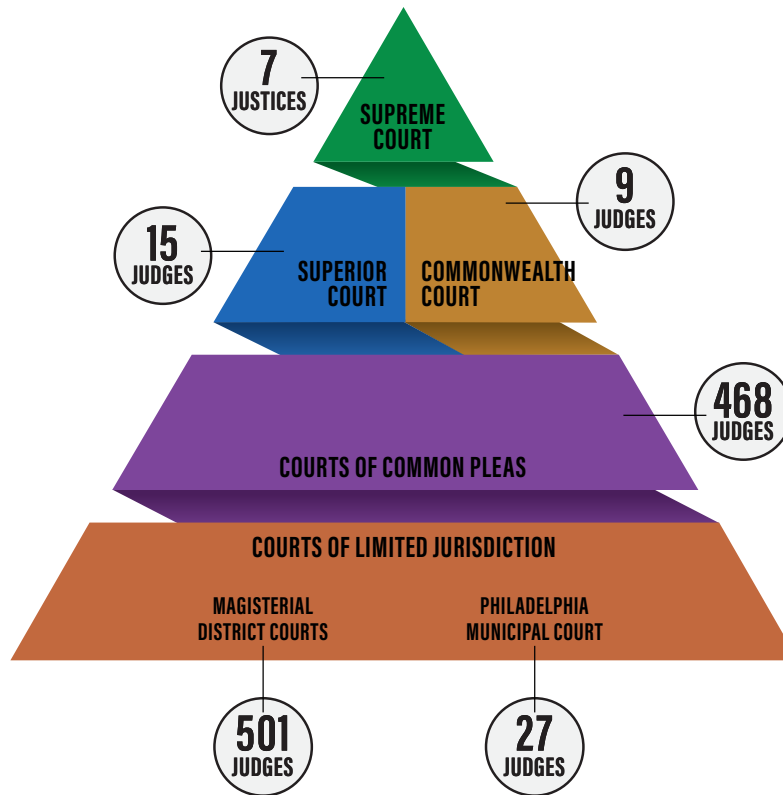 7
JUSTICES
SUPREME
COURT
9
JUDGES
15
JUDGES
SUPERIOR
COURT
COMMONWEALTH
COURT
468
JUDGES
COURTS OF COMMON PLEAS
COURTS OF LIMITED JURISDICTION
MAGISTERIAL
DISTRICT COURTS
PHILADELPHIA
MUNICIPAL COURT
501
JUDGES
27
JUDGES